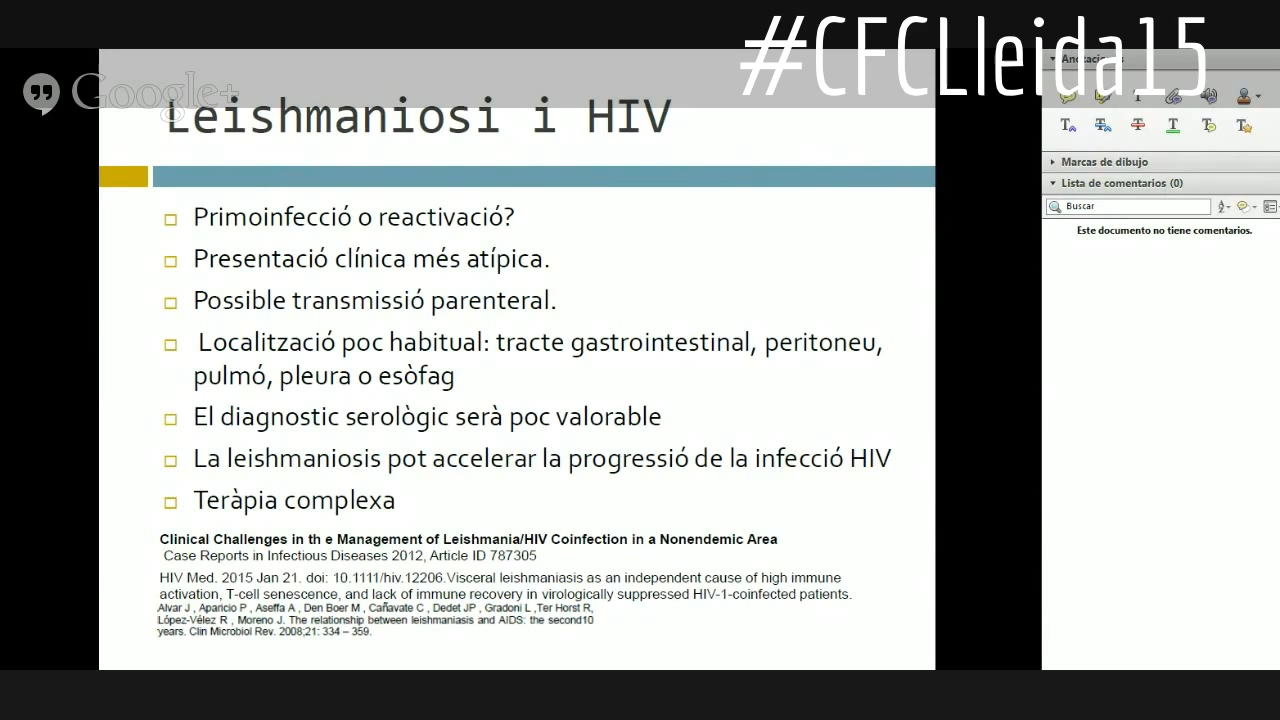 #CFCLleida15
Google+
Leishmaniosi i HIV
Primoinfecció o reactivació?
Presentació clínica més atípica.
Possible transmissió parenteral.
Localització poc habitual: tracte gastrointestinal, peritoneu,
pulmó, pleura o esòfag
El diagnostic serològic serà poc valorable
La leishmaniosis pot accelerar la progressió de la infecció HIV
Teràpia complexa
Clinical Challenges in th e Management of Leishmania/HIV Coinfection in a Nonendemic Area
Case Reports in Infectious Diseases 2012, Article ID 787305
HIV Med. 2015 Jan 21. doi: 10.1111/hiv.12206.Visceral leishmaniasis as an independent cause of high immune
activation, T-cell senescence, and lack of immune recovery in virologically suppressed HIV-1-coinfected patients.
Alvar J , Aparicio P , Aseffa A , Den Boer M , Cañavate C , Dedet JP , Gradoni L ,Ter Horst R,
López-Vélez R , Moreno J. The relationship between leishmaniasis and AIDS: the second10
years. Clin Microbiol Rev. 2008;21: 334 – 359.
Anotaciones
Marcas de dibujo
Lista de comentarios (0)
Buscar
Este documento no tiene comentarios.